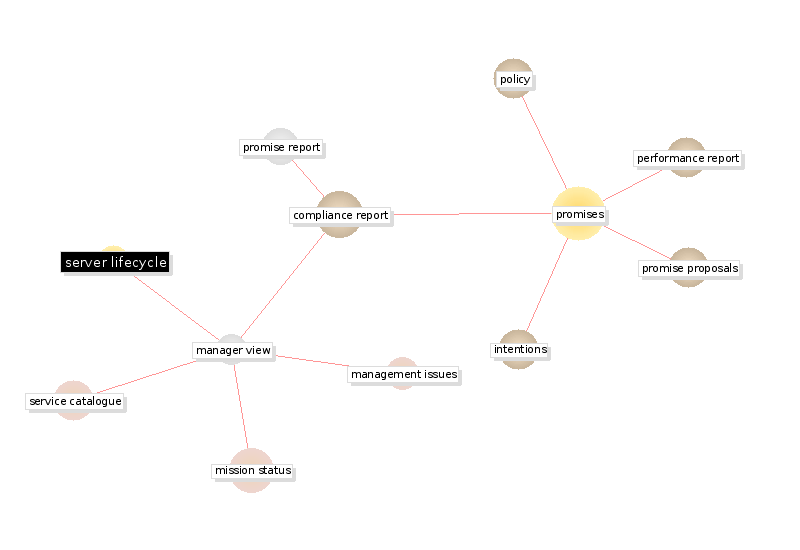 policy
promise report
performance report
compliance report
promises
server lifecycle
promise proposals
manager view
intentions
management issues
service catalogue
mission status